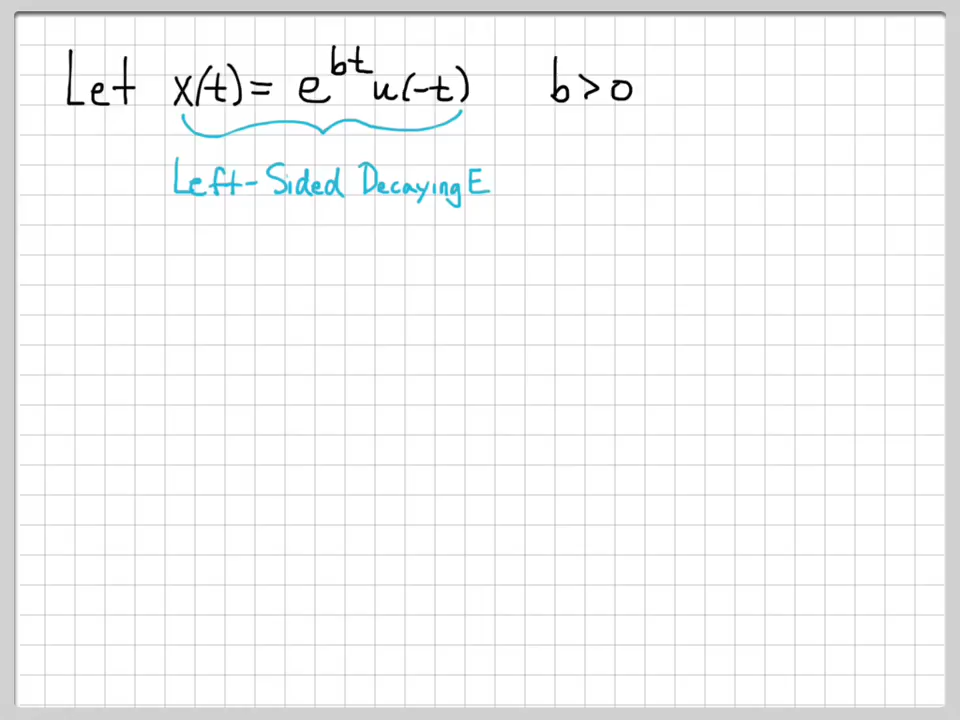 Let x(t) = e^{bt} u(-t) b > 0
Left-Sided Decaying E